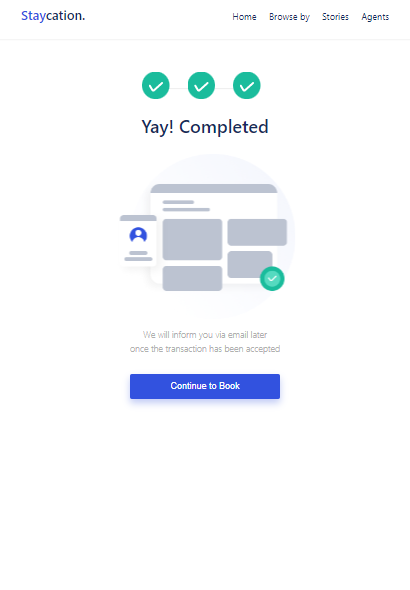 Staycation.
Home Browse by Stories Agents
Yay! Completed
We will inform you via email later
once the transaction has been accepted
Continue to Book